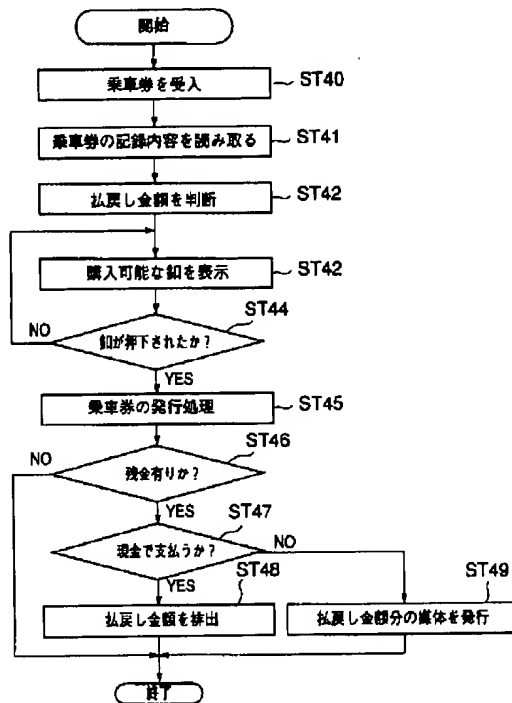 開始
乗車券を受入 ST40
乗車券の記録内容を読み取る ST41
払戻し金額を判断 ST42
購入可能な釦を表示 ST42
ST44
NO 釦が押下されたか?
YES
乗車券の発行処理 ST45
ST46
NO 残金有りか?
YES ST47
現金で支払うか? NO
YES ST48 ST49
払戻し金額を排出 払戻し金額分の媒体を発行
終了